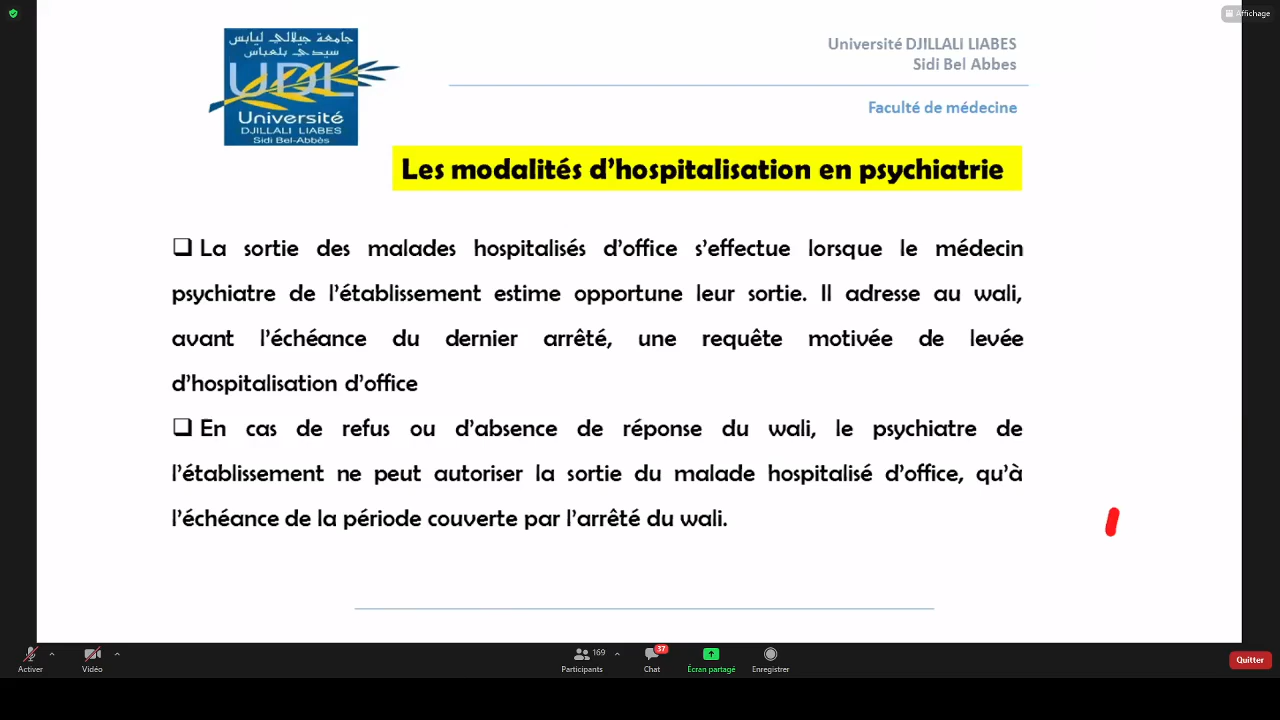 Affichage
جامعة جيلالي ليابس
سيدي بلعباس
UDL
Université
DJILLALI LIABES
Sidi Bel-Abbès
Université DJILLALI LIABES
Sidi Bel Abbes
Faculté de médecine
Les modalités d’hospitalisation en psychiatrie
❑ La sortie des malades hospitalisés d’office s’effectue lorsque le médecin
psychiatre de l’établissement estime opportune leur sortie. Il adresse au wali,
avant l’échéance du dernier arrêté, une requête motivée de levée
d’hospitalisation d’office
❑ En cas de refus ou d’absence de réponse du wali, le psychiatre de
l’établissement ne peut autoriser la sortie du malade hospitalisé d’office, qu’à
l’échéance de la période couverte par l’arrêté du wali.
Activer
Vidéo
169
Participants
37
Chat
Écran partagé
Enregistrer
Quitter